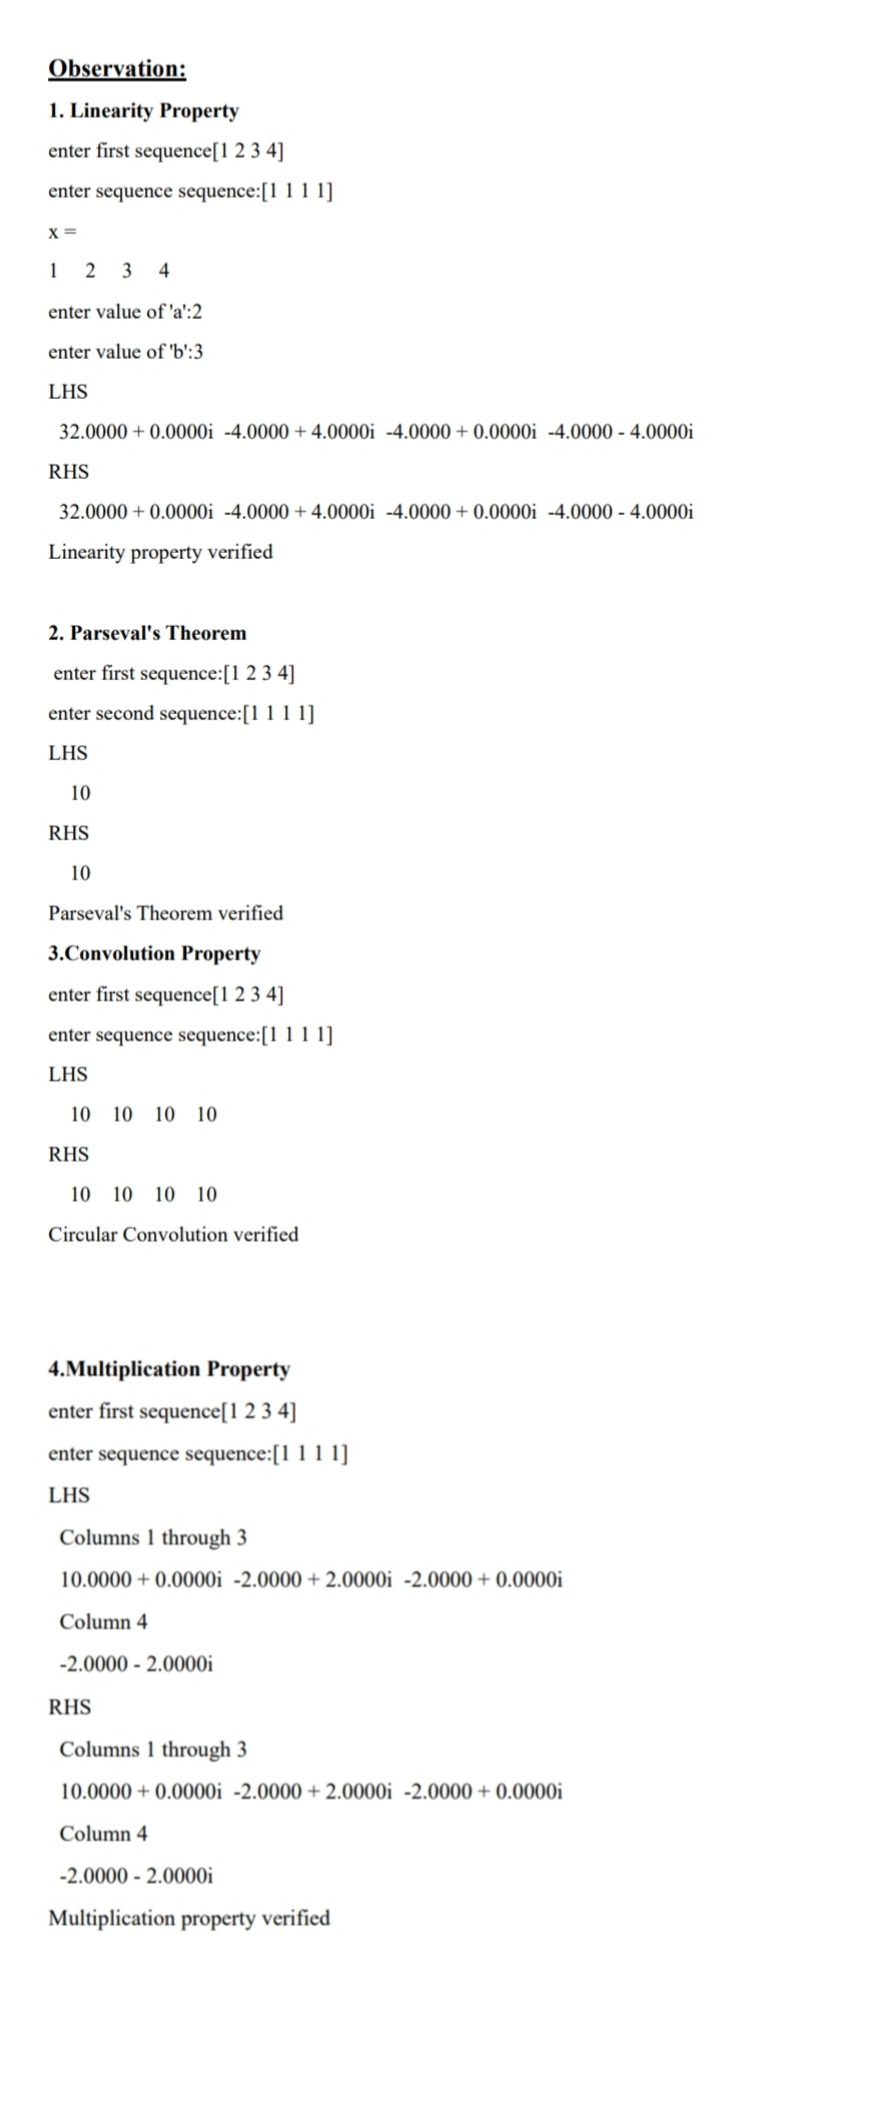 Observation:
1. Linearity Property
enter first sequence[1 2 3 4]
enter sequence sequence:[1 1 1 1]
x =
1 2 3 4
enter value of 'a':2
enter value of 'b':3
LHS
32.0000 + 0.0000i -4.0000 + 4.0000i -4.0000 + 0.0000i -4.0000 - 4.0000i
RHS
32.0000 + 0.0000i -4.0000 + 4.0000i -4.0000 + 0.0000i -4.0000 - 4.0000i
Linearity property verified
2. Parseval's Theorem
enter first sequence:[1 2 3 4]
enter second sequence:[1 1 1 1]
LHS
10
RHS
10
Parseval's Theorem verified
3.Convolution Property
enter first sequence[1 2 3 4]
enter sequence sequence:[1 1 1 1]
LHS
10 10 10 10
RHS
10 10 10 10
Circular Convolution verified
4.Multiplication Property
enter first sequence[1 2 3 4]
enter sequence sequence:[1 1 1 1]
LHS
Columns 1 through 3
10.0000 + 0.0000i -2.0000 + 2.0000i -2.0000 + 0.0000i
Column 4
-2.0000 - 2.0000i
RHS
Columns 1 through 3
10.0000 + 0.0000i -2.0000 + 2.0000i -2.0000 + 0.0000i
Column 4
-2.0000 - 2.0000i
Multiplication property verified